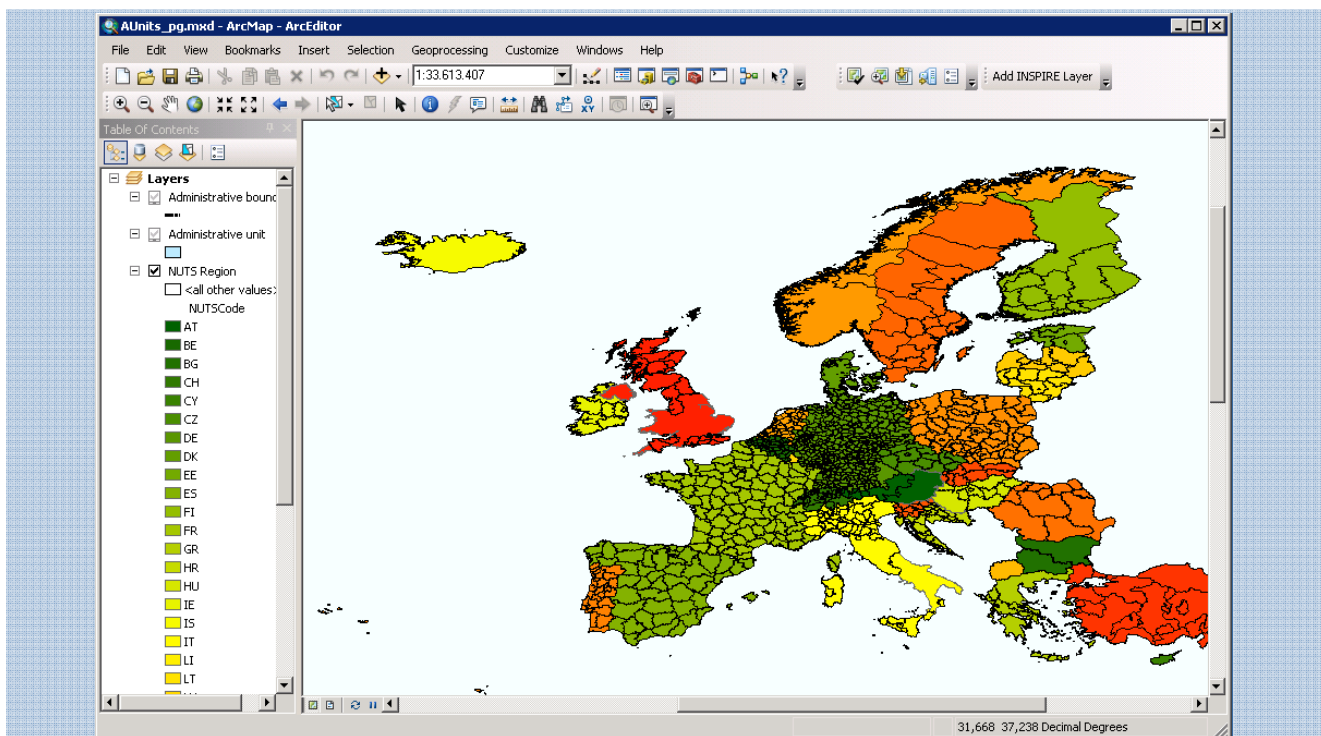 AUnits_pg.mxd - ArcMap - ArcEditor
File Edit View Bookmarks Insert Selection Geoprocessing Customize Windows Help
1:33.613.407
Add INSPIRE Layer
XY
Table Of Contents
Layers
Administrative bound
Administrative unit
NUTS Region
<all other values>
NUTSCode
AT
BE
BG
CH
CY
CZ
DE
DK
EE
ES
FI
FR
GR
HR
HU
IE
IS
IT
LI
LT
31,668 37,238 Decimal Degrees